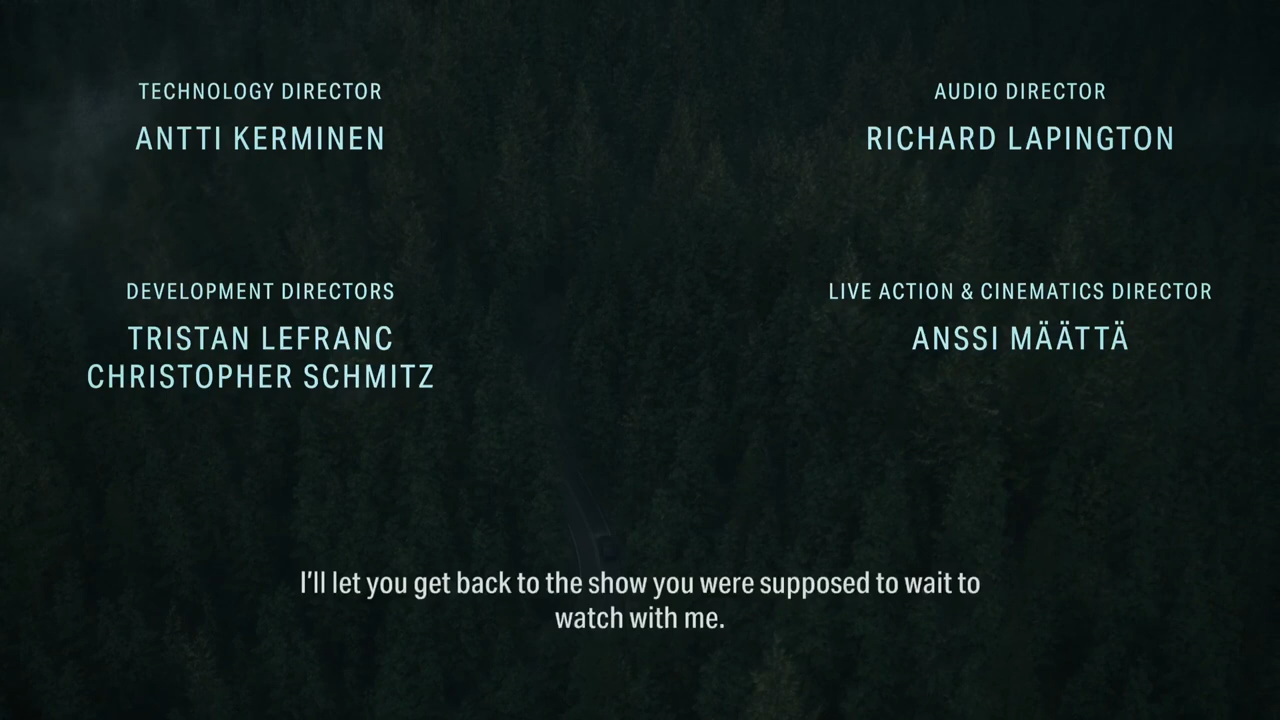 TECHNOLOGY DIRECTOR
ANTTI KERMINEN
AUDIO DIRECTOR
RICHARD LAPINGTON
DEVELOPMENT DIRECTORS
TRISTAN LEFRANC
CHRISTOPHER SCHMITZ
LIVE ACTION & CINEMATICS DIRECTOR
ANSSI MÄÄTTÄ
I'll let you get back to the show you were supposed to wait to
watch with me.